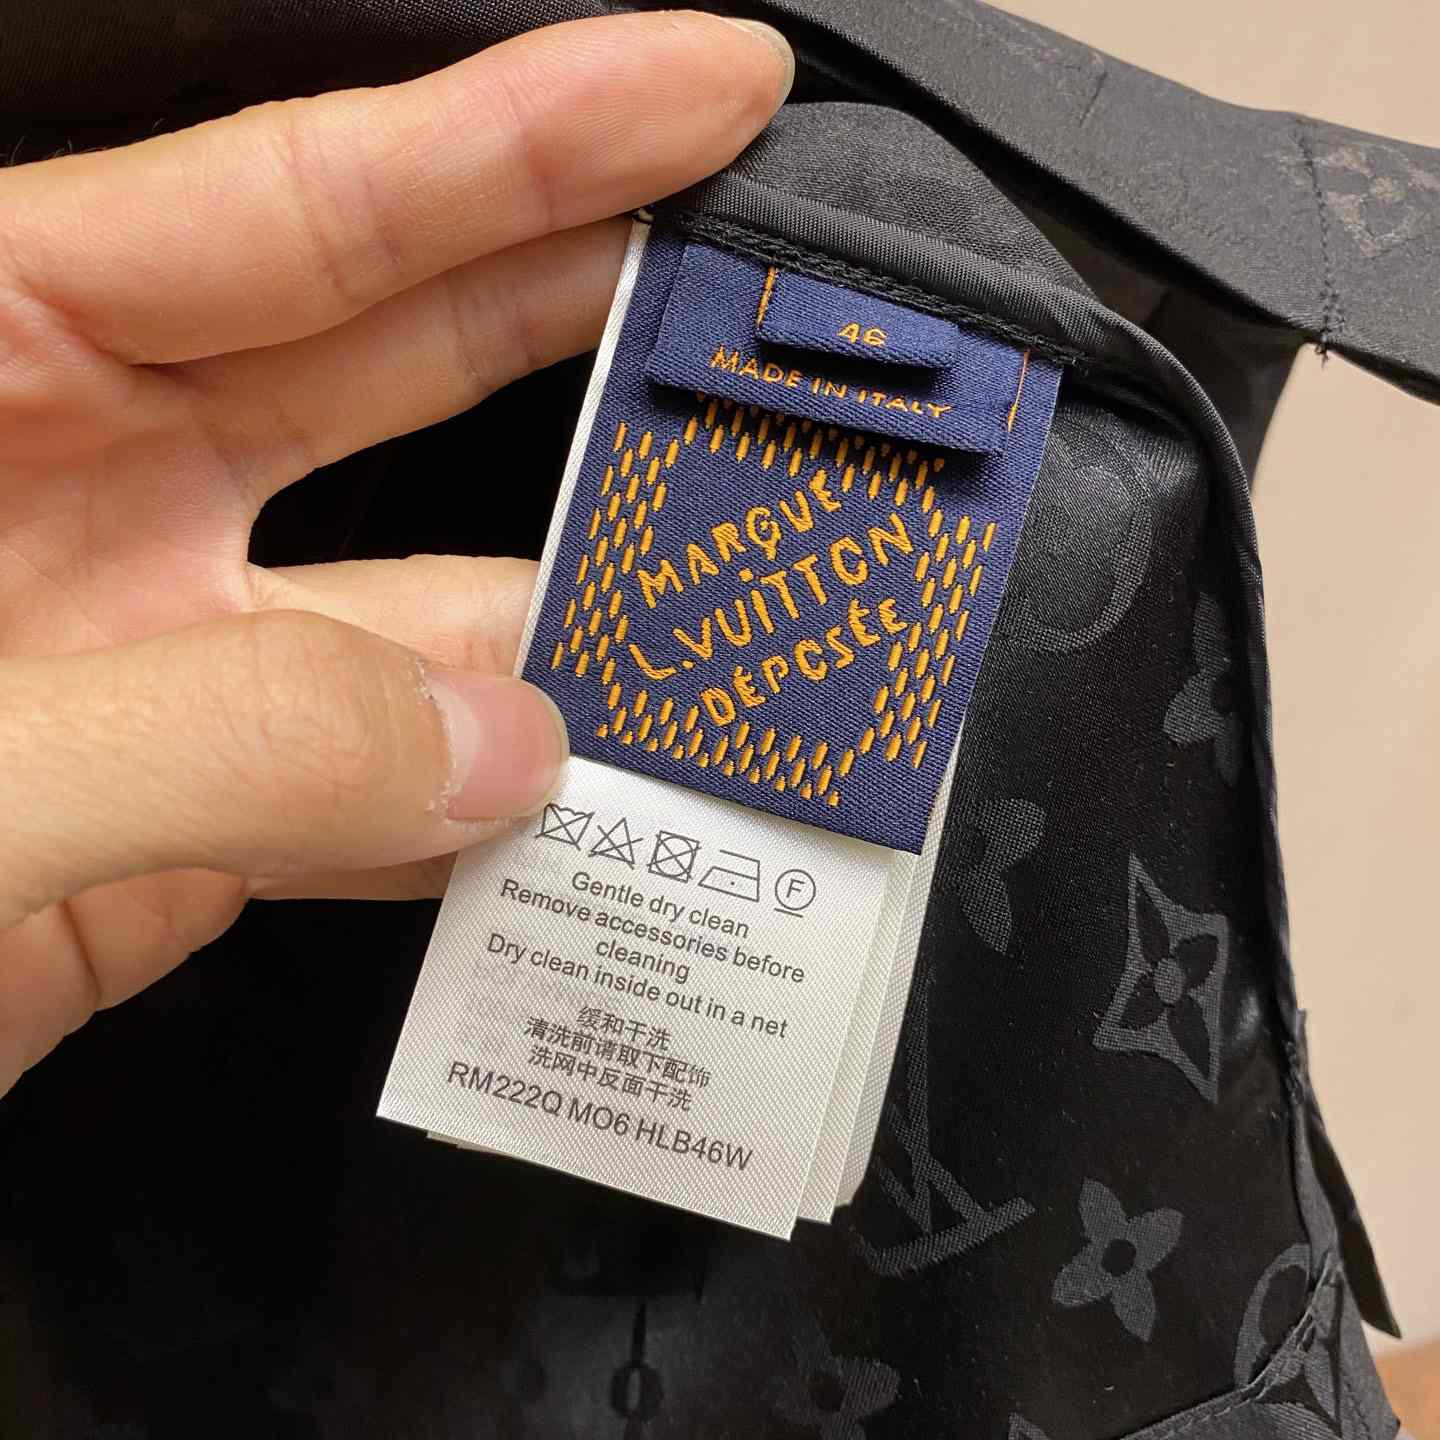 46
MADE IN ITALY
MARQUE
L.VUITTON
DÉPOSÉE
F
Gentle dry clean
Remove accessories before
cleaning
Dry clean inside out in a net
缓和干洗
清洗前请取下配饰
洗网中反面干洗
RM222Q MO6 HLB46W